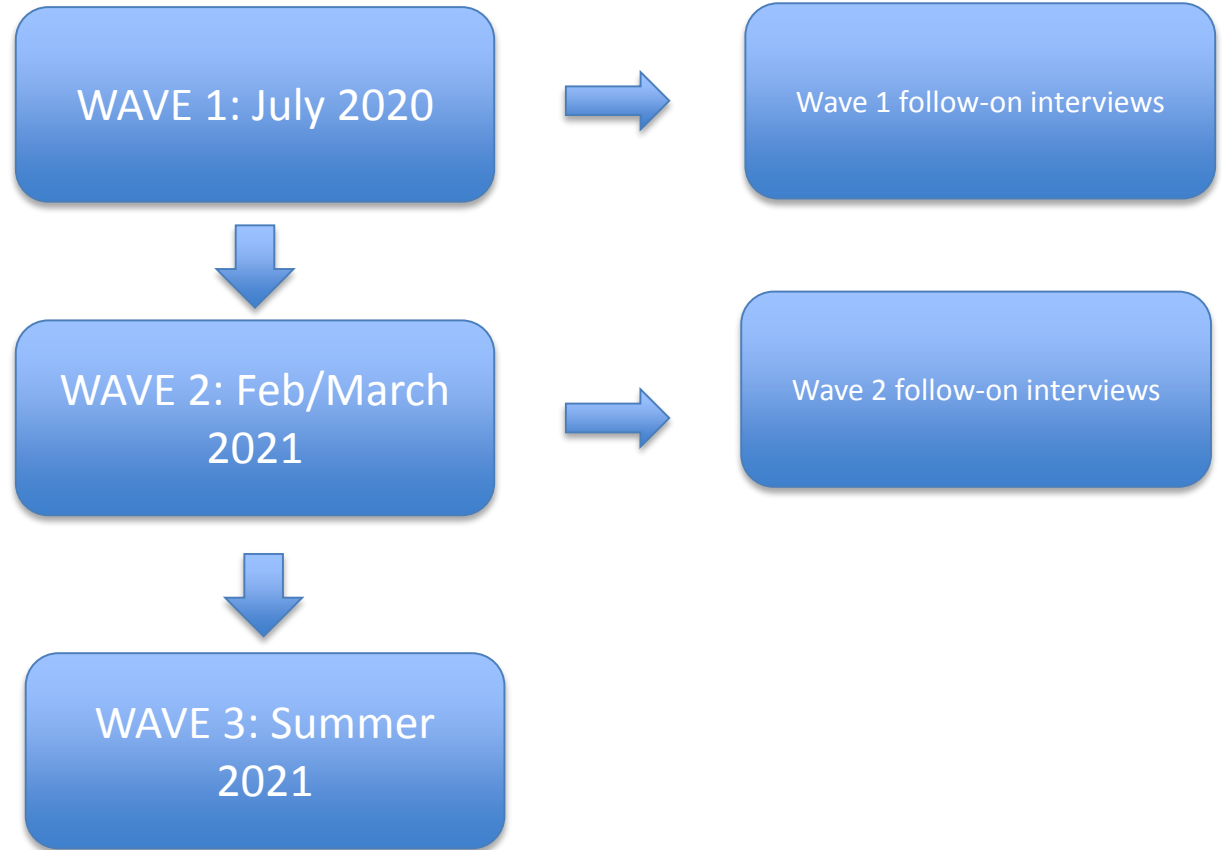 WAVE 1: July 2020
Wave 1 follow-on interviews
WAVE 2: Feb/March
2021
Wave 2 follow-on interviews
WAVE 3: Summer
2021